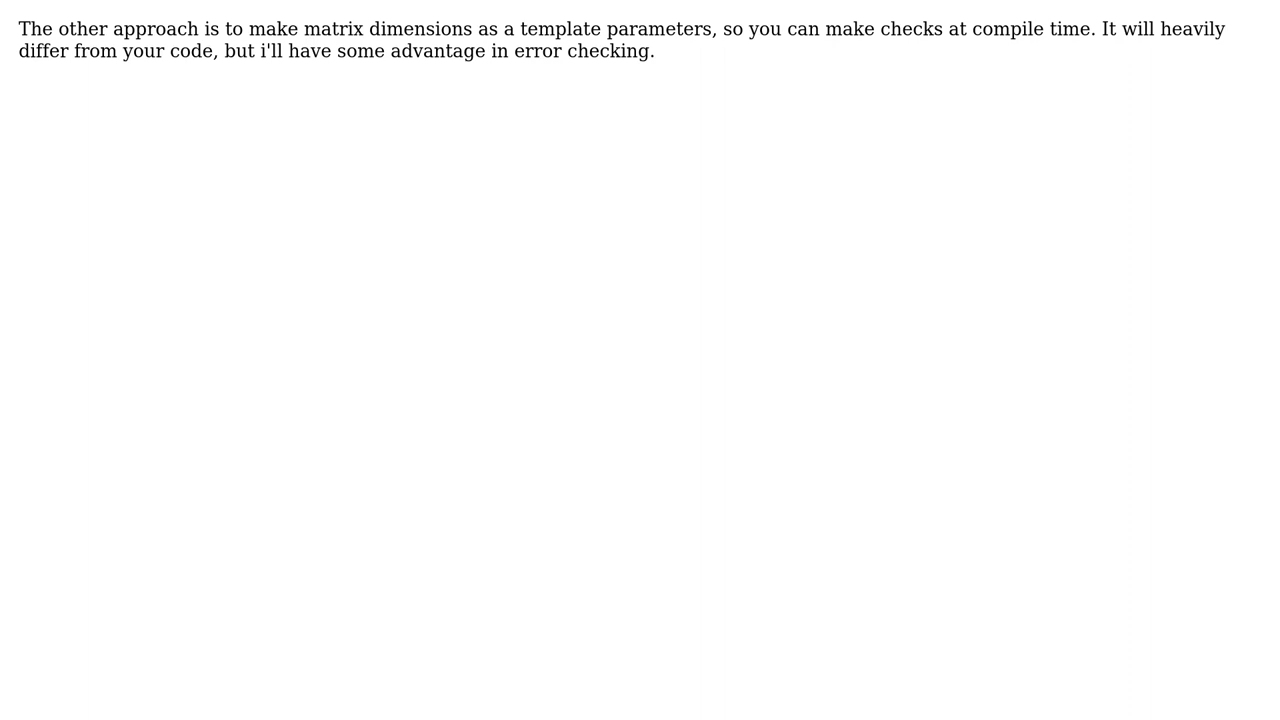 The other approach is to make matrix dimensions as a template parameters, so you can make checks at compile time. It will heavily
differ from your code, but i'll have some advantage in error checking.